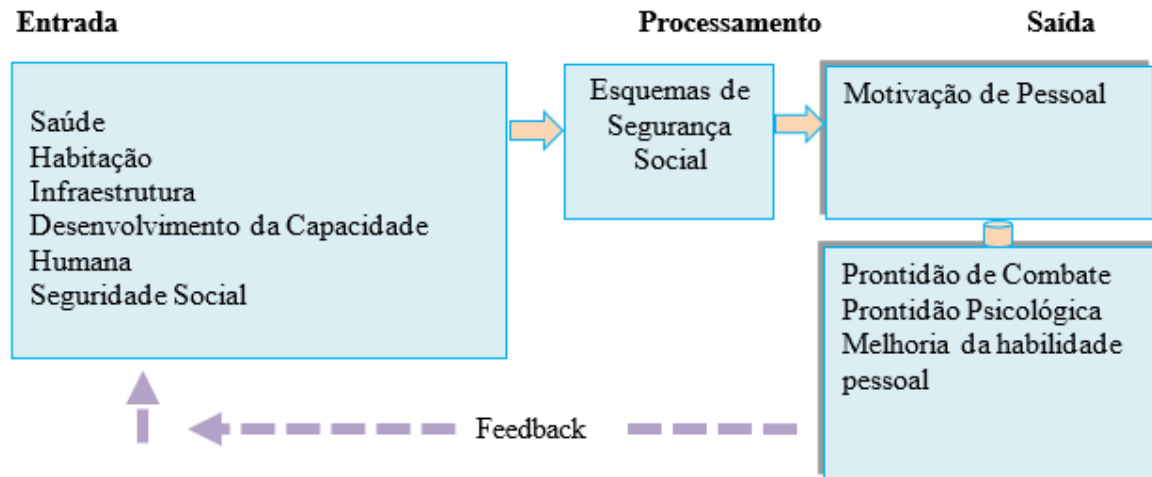 Entrada
Processamento
Saída
Saúde
Habitação
Infraestrutura
Desenvolvimento da Capacidade
Humana
Seguridade Social
Esquemas de
Segurança
Social
Motivação de Pessoal
Prontidão de Combate
Prontidão Psicológica
Melhoria da habilidade
pessoal
Feedback